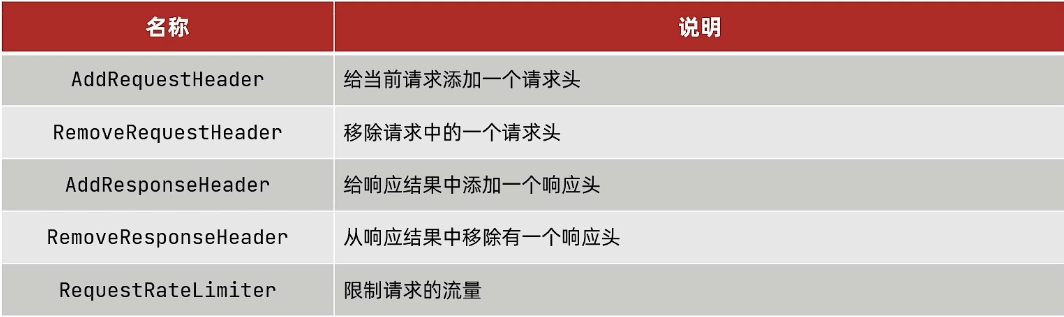 名称 说明
AddRequestHeader 给当前请求添加一个请求头
RemoveRequestHeader 移除请求中的一个请求头
AddResponseHeader 给响应结果中添加一个响应头
RemoveResponseHeader 从响应结果中移除有一个响应头
RequestRateLimiter 限制请求的流量